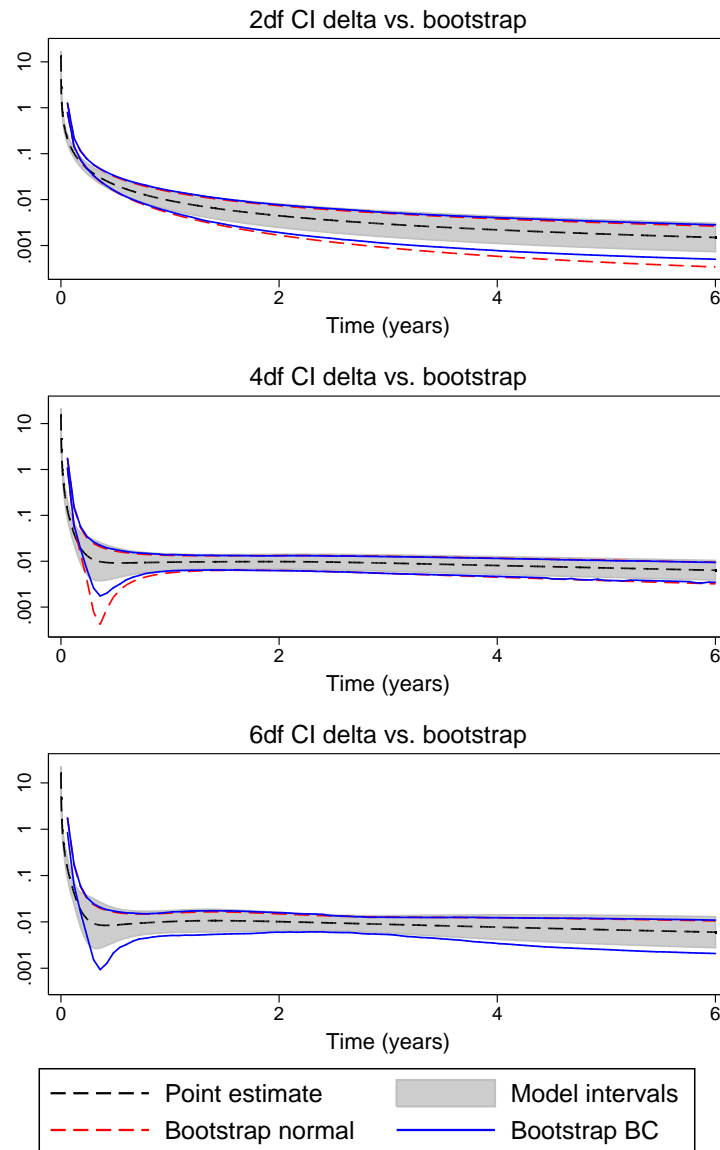 2df CI delta vs. bootstrap
10
1
.1
.01
.001
0 2 4 6
Time (years)
4df CI delta vs. bootstrap
10
1
.1
.01
.001
0 2 4 6
Time (years)
6df CI delta vs. bootstrap
10
1
.1
.01
.001
0 2 4 6
Time (years)
Point estimate Model intervals
Bootstrap normal Bootstrap BC